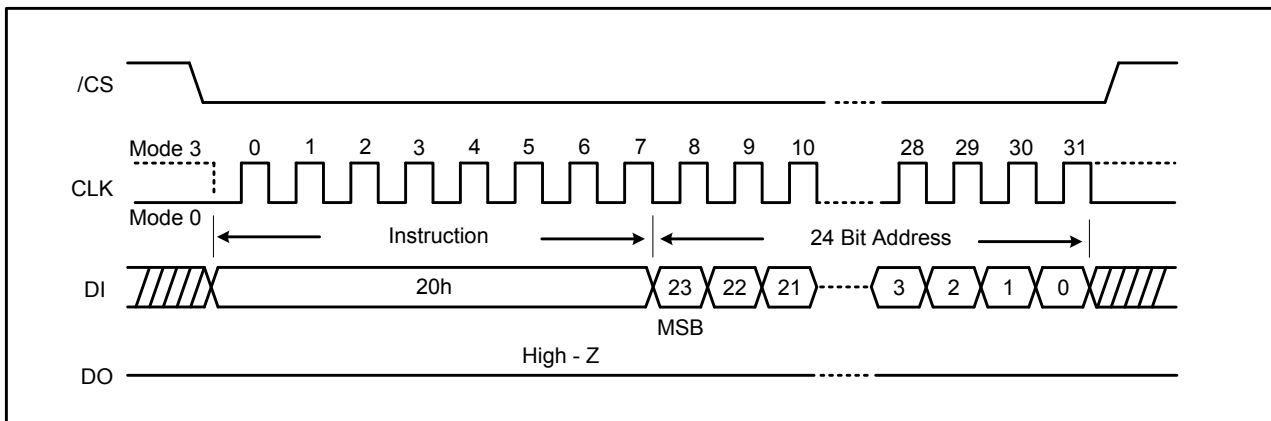 /CS
Mode 3 0 1 2 3 4 5 6 7 8 9 10 28 29 30 31
CLK
Mode 0
Instruction 24 Bit Address
DI 20h 23 22 21 3 2 1 0
MSB
High - Z
DO